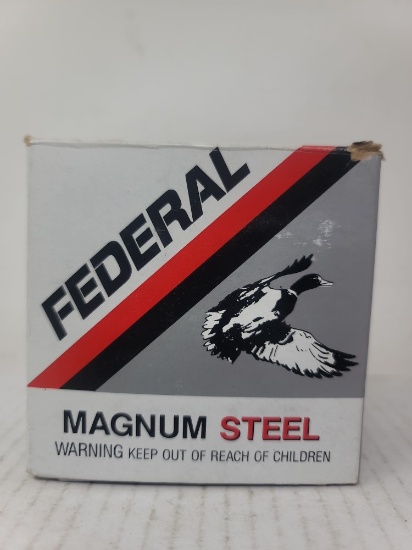 FEDERAL
MAGNUM STEEL
WARNING KEEP OUT OF REACH OF CHILDREN